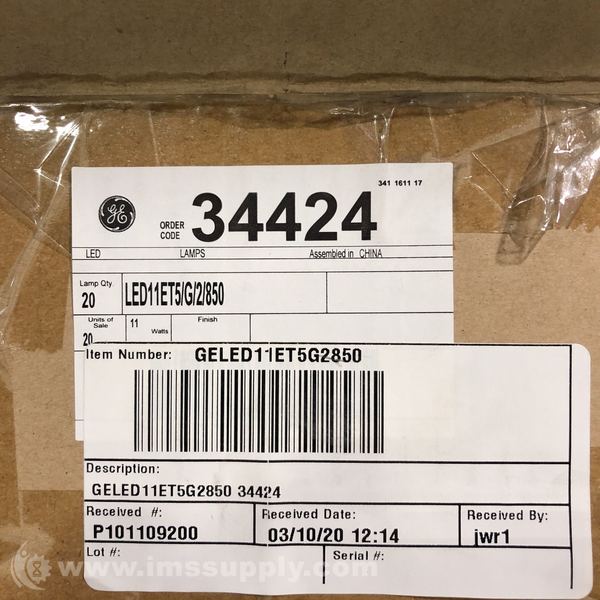 341 1611 17
GE
ORDER CODE 34424
LED LAMPS Assembled in CHINA
Lamp Qty. 20 LED11ET5/G/2/850
Units of Sale 20 11 Watts Finish
Item Number: GELED11ET5G2850
Description:
GELED11ET5G2850 34424
Received #: Received Date: Received By:
P101109200 03/10/20 12:14 jwr1
Lot #: Serial #:
www.imssupply.com